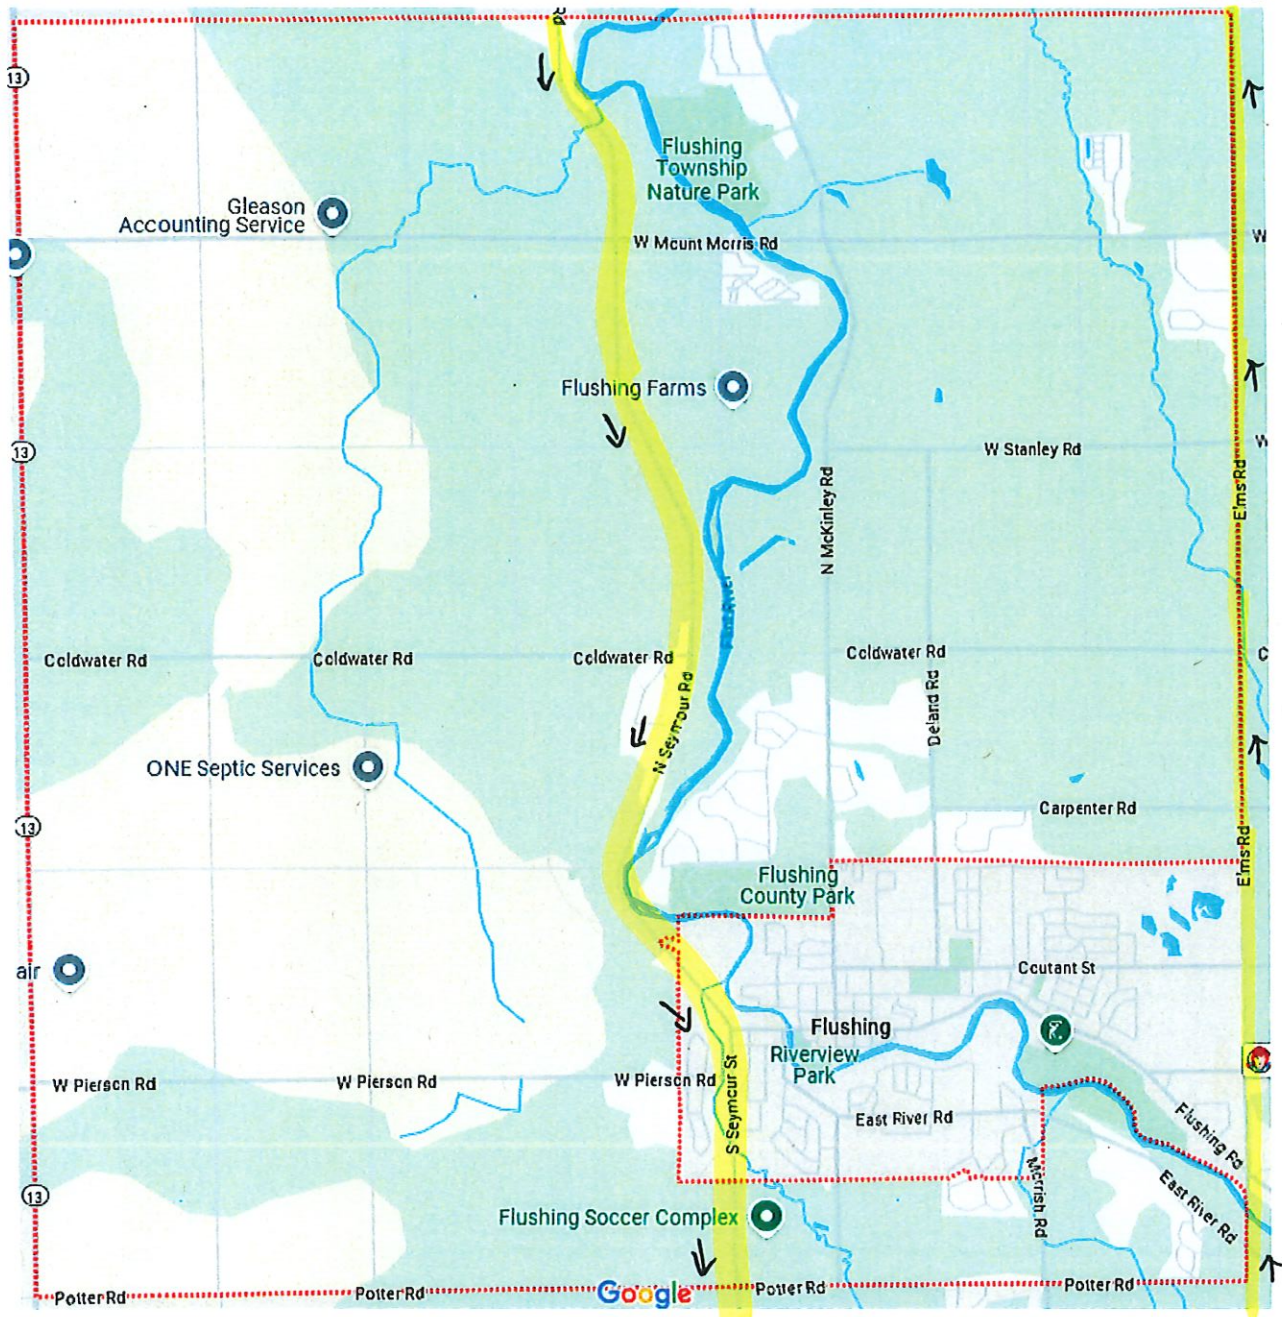 Rd
13
Flushing
Township
Nature Park
Gleason
Accounting Service
W Mount Morris Rd
W
Flushing Farms
13
W Stanley Rd
W
N McKinley Rd
Elms Rd
Flint River
Coldwater Rd
Coldwater Rd
Coldwater Rd
Coldwater Rd
C
N Seymour Rd
Deland Rd
ONE Septic Services
Carpenter Rd
13
Elms Rd
Flushing
County Park
air
Coutant St
Flushing
Riverview
Park
W Pierson Rd
W Pierson Rd
W Pierson Rd
S Seymour St
East River Rd
Flushing Rd
Morrish Rd
East River Rd
13
Flushing Soccer Complex
Potter Rd
Potter Rd
Google
Potter Rd
Potter Rd